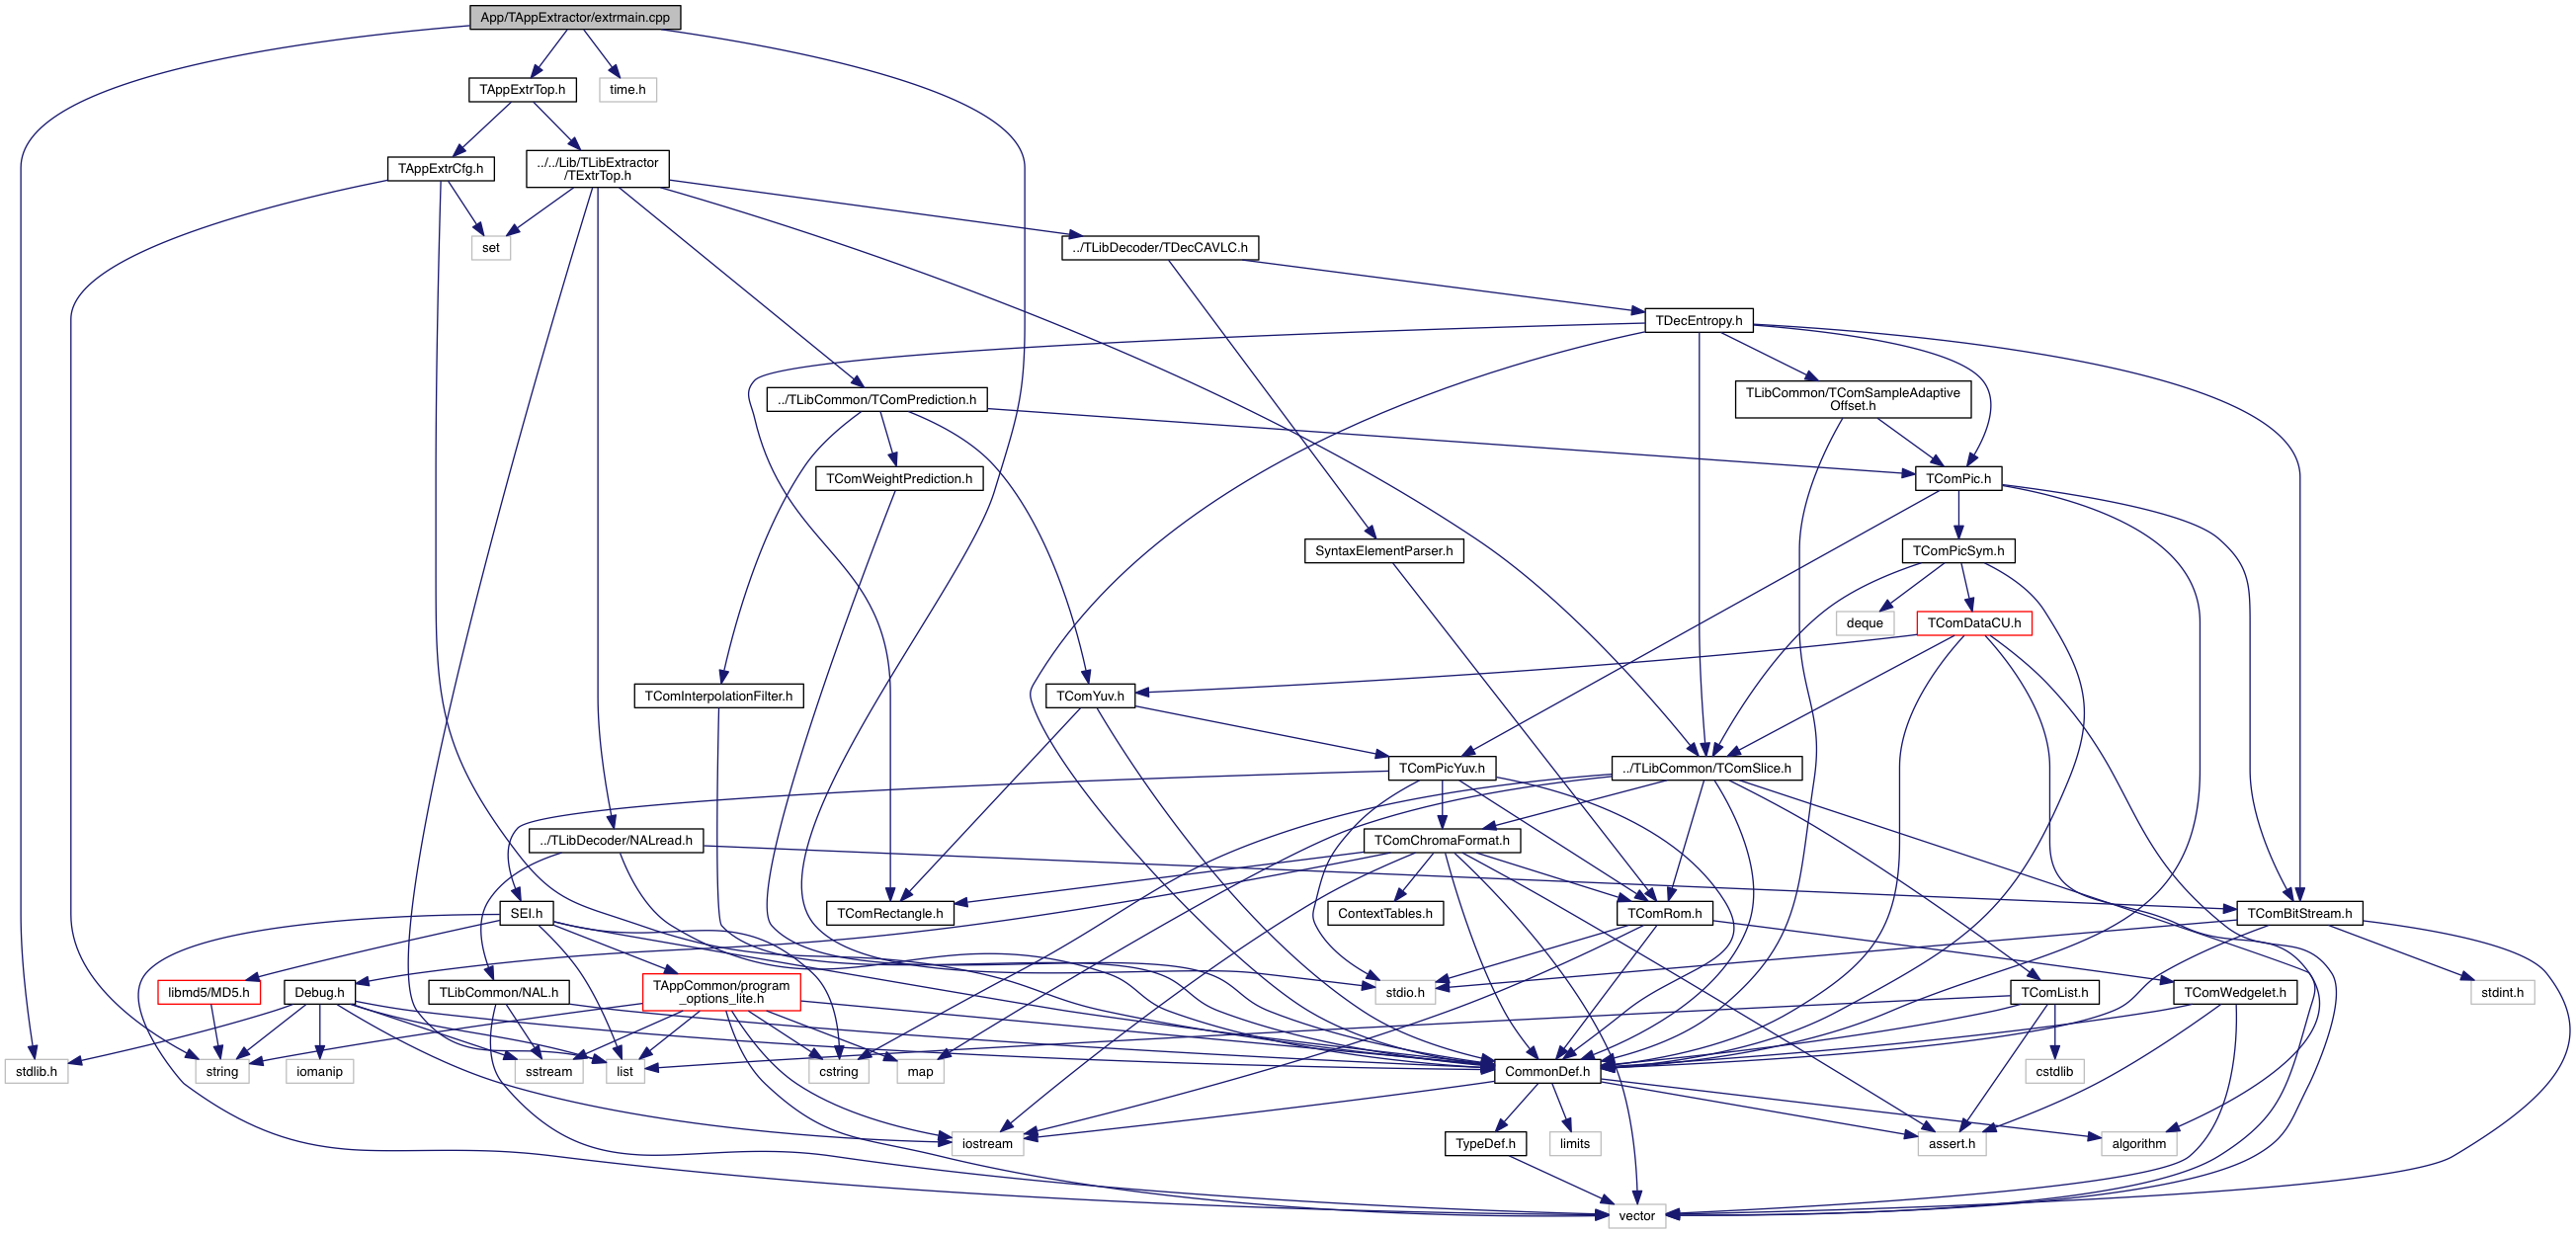 App/TAppExtractor/extrmain.cpp
TAppExtrTop.h
time.h
TAppExtrCfg.h
../../Lib/TLibExtractor
/TExtrTop.h
set
../TLibDecoder/TDecCAVLC.h
TDecEntropy.h
../TLibCommon/TComPrediction.h
TLibCommon/TComSampleAdaptive
Offset.h
TComWeightPrediction.h
TComPic.h
SyntaxElementParser.h
TComPicSym.h
deque
TComDataCU.h
TComInterpolationFilter.h
TComYuv.h
TComPicYuv.h
../TLibCommon/TComSlice.h
../TLibDecoder/NALread.h
TComChromaFormat.h
SEI.h
TComRectangle.h
ContextTables.h
TComRom.h
TComBitStream.h
libmd5/MD5.h
Debug.h
TLibCommon/NAL.h
TAppCommon/program
_options_lite.h
stdio.h
TComList.h
TComWedgelet.h
stdint.h
stdlib.h
string
iomanip
sstream
list
cstring
map
CommonDef.h
cstdlib
iostream
TypeDef.h
limits
assert.h
algorithm
vector